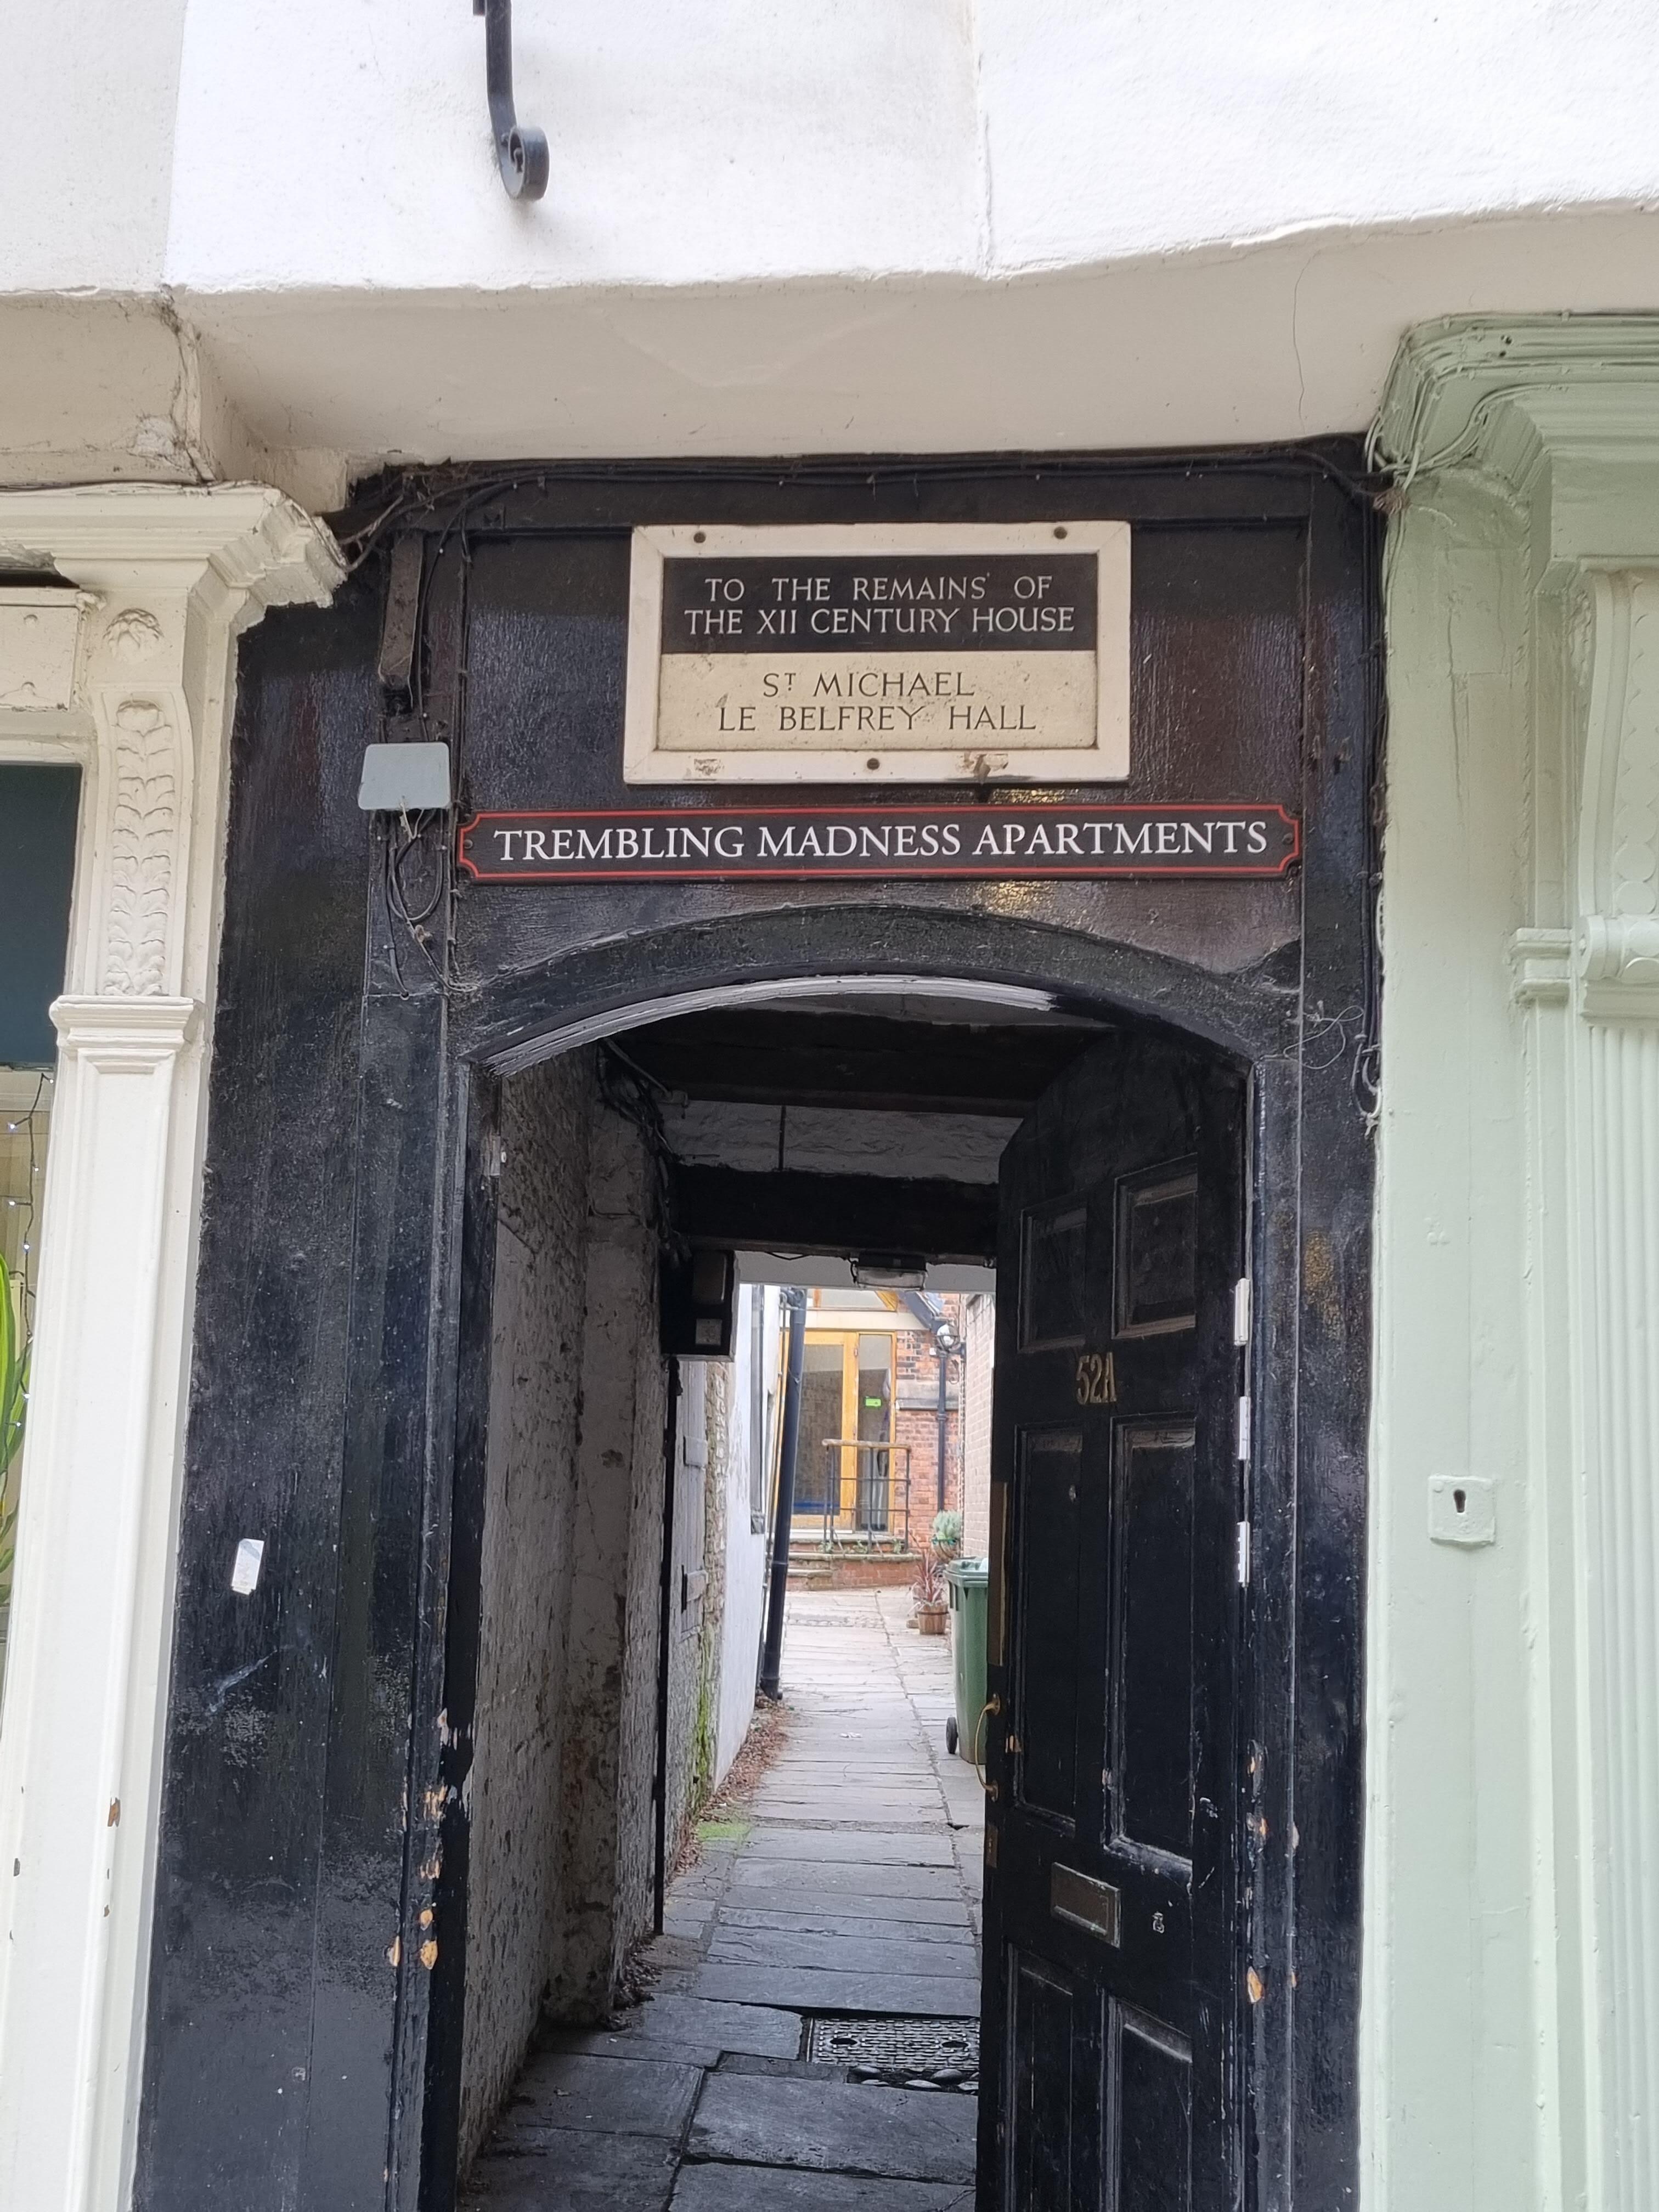 TO THE REMAINS OF
THE XII CENTURY HOUSE
ST MICHAEL
LE BELFREY HALL
TREMBLING MADNESS APARTMENTS
52A